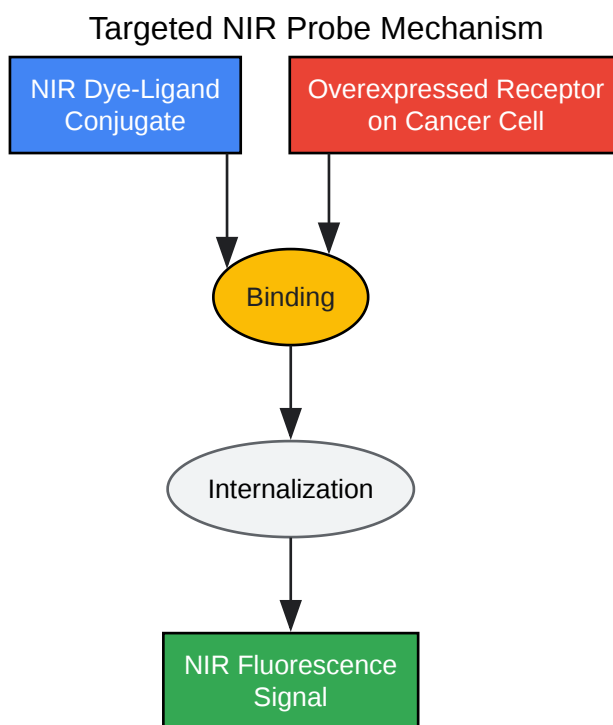 Targeted NIR Probe Mechanism
NIR Dye-Ligand
Conjugate
Overexpressed Receptor
on Cancer Cell
Binding
Internalization
NIR Fluorescence
Signal